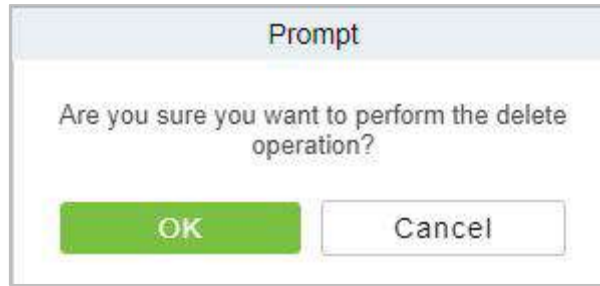 Prompt
Are you sure you want to perform the delete
operation?
OK
Cancel